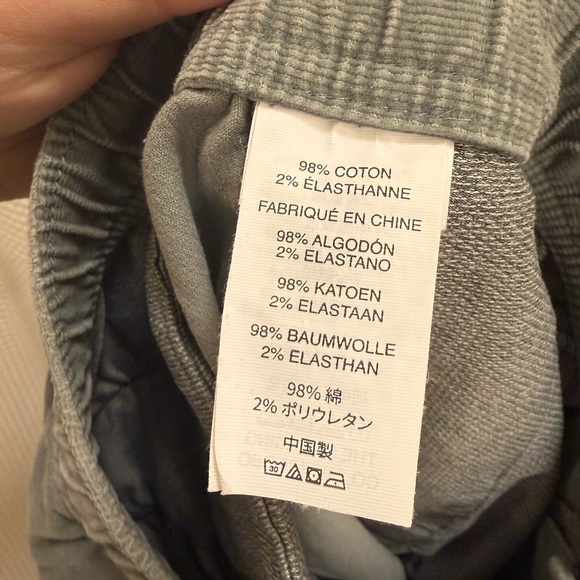 98% COTON
2% ÉLASTHANNE
FABRIQUÉ EN CHINE
98% ALGODÓN
2% ELASTANO
98% KATOEN
2% ELASTAAN
98% BAUMWOLLE
2% ELASTHAN
98% 綿
2% ポリウレタン
中国製
30